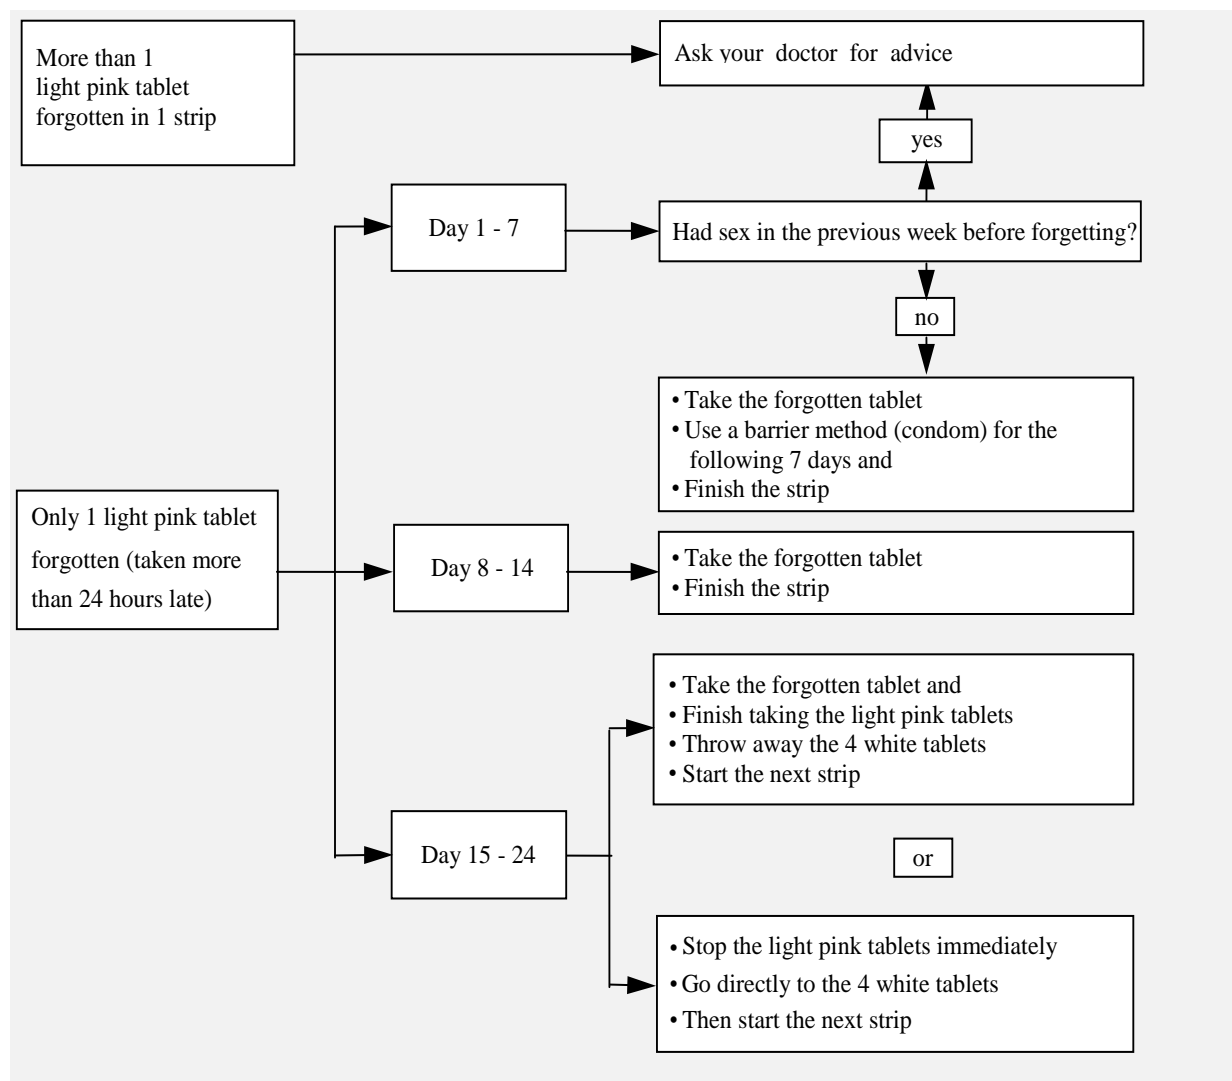 More than 1
light pink tablet
forgotten in 1 strip
Ask your doctor for advice
yes
Day 1 - 7
Had sex in the previous week before forgetting?
no
• Take the forgotten tablet
• Use a barrier method (condom) for the
following 7 days and
• Finish the strip
Only 1 light pink tablet
forgotten (taken more
than 24 hours late)
Day 8 - 14
• Take the forgotten tablet
• Finish the strip
• Take the forgotten tablet and
• Finish taking the light pink tablets
• Throw away the 4 white tablets
• Start the next strip
Day 15 - 24
or
• Stop the light pink tablets immediately
• Go directly to the 4 white tablets
• Then start the next strip